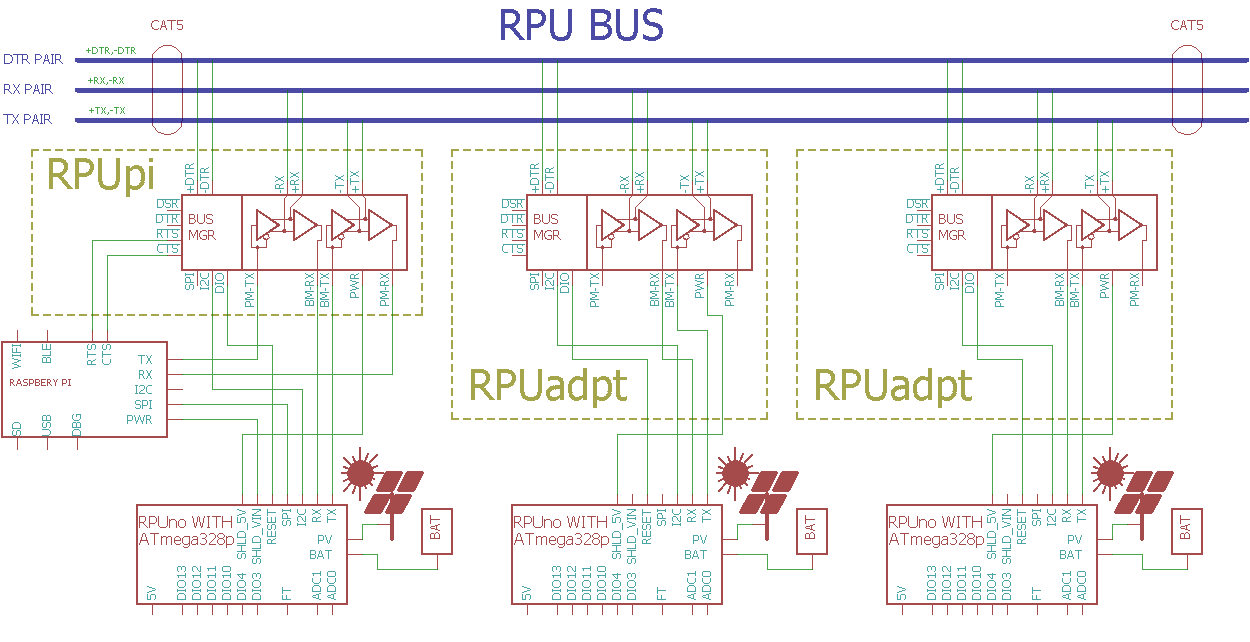 RPU BUS
CAT5
CAT5
DTR PAIR
+DTR,-DTR
RX PAIR
+RX,-RX
TX PAIR
+TX,-TX
RPUpi
+DTR
-DTR
-RX
+RX
-TX
+TX
DSR
DTR
RTS
CTS
BUS
MGR
SPI
I2C
DIO
PM-TX
BM-RX
BM-TX
PWR
PM-RX
+DTR
-DTR
-RX
+RX
-TX
+TX
DSR
DTR
RTS
CTS
BUS
MGR
SPI
I2C
DIO
PM-TX
BM-RX
BM-TX
PWR
PM-RX
RPUadpt
+DTR
-DTR
-RX
+RX
-TX
+TX
DSR
DTR
RTS
CTS
BUS
MGR
SPI
I2C
DIO
PM-TX
BM-RX
BM-TX
PWR
PM-RX
RPUadpt
WIFI
BLE
RTS
CTS
TX
RX
I2C
SPI
PWR
RASPBERY PI
SD
USB
DBG
RPUno WITH
ATmega328p
SHLD_5V
SHLD_VIN
RESET
SPI
I2C
RX
TX
PV
BAT
5V
DIO13
DIO12
DIO11
DIO10
DIO4
DIO3
FT
ADC1
ADC0
BAT
RPUno WITH
ATmega328p
SHLD_5V
SHLD_VIN
RESET
SPI
I2C
RX
TX
PV
BAT
5V
DIO13
DIO12
DIO11
DIO10
DIO4
DIO3
FT
ADC1
ADC0
BAT
RPUno WITH
ATmega328p
SHLD_5V
SHLD_VIN
RESET
SPI
I2C
RX
TX
PV
BAT
5V
DIO13
DIO12
DIO11
DIO10
DIO4
DIO3
FT
ADC1
ADC0
BAT